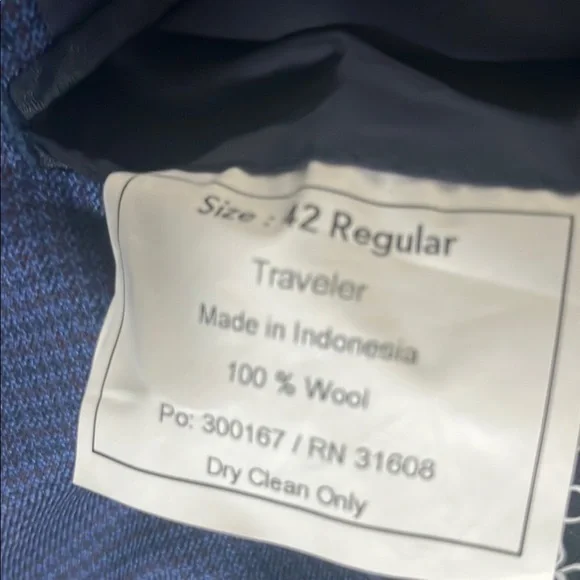 Size : 42 Regular
Traveler
Made in Indonesia
100 % Wool
Po: 300167 / RN 31608
Dry Clean Only